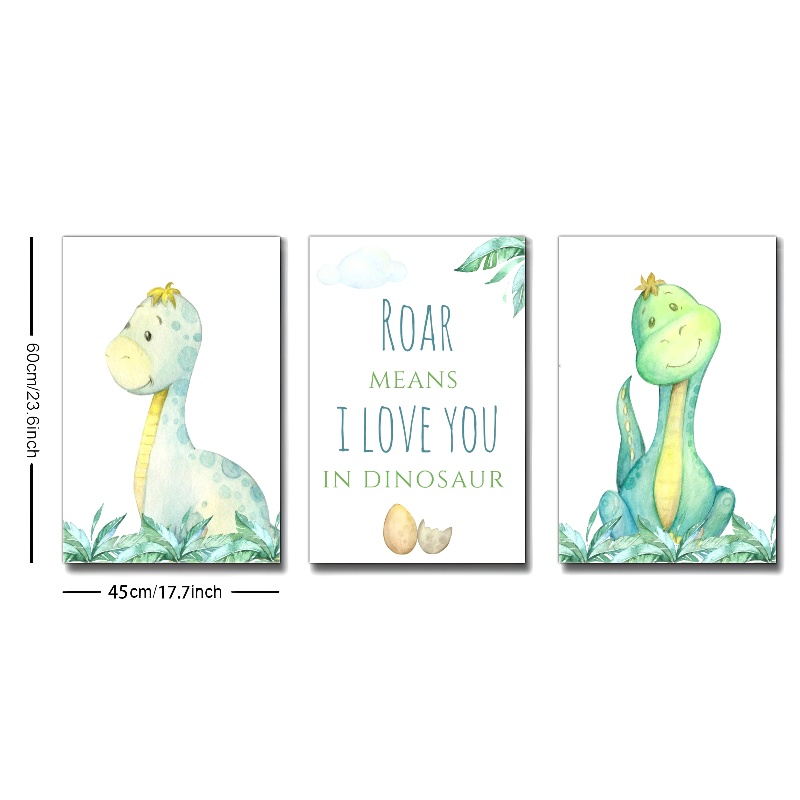 60cm/23.6inch
ROAR
MEANS
I LOVE YOU
IN DINOSAUR
45cm/17.7inch